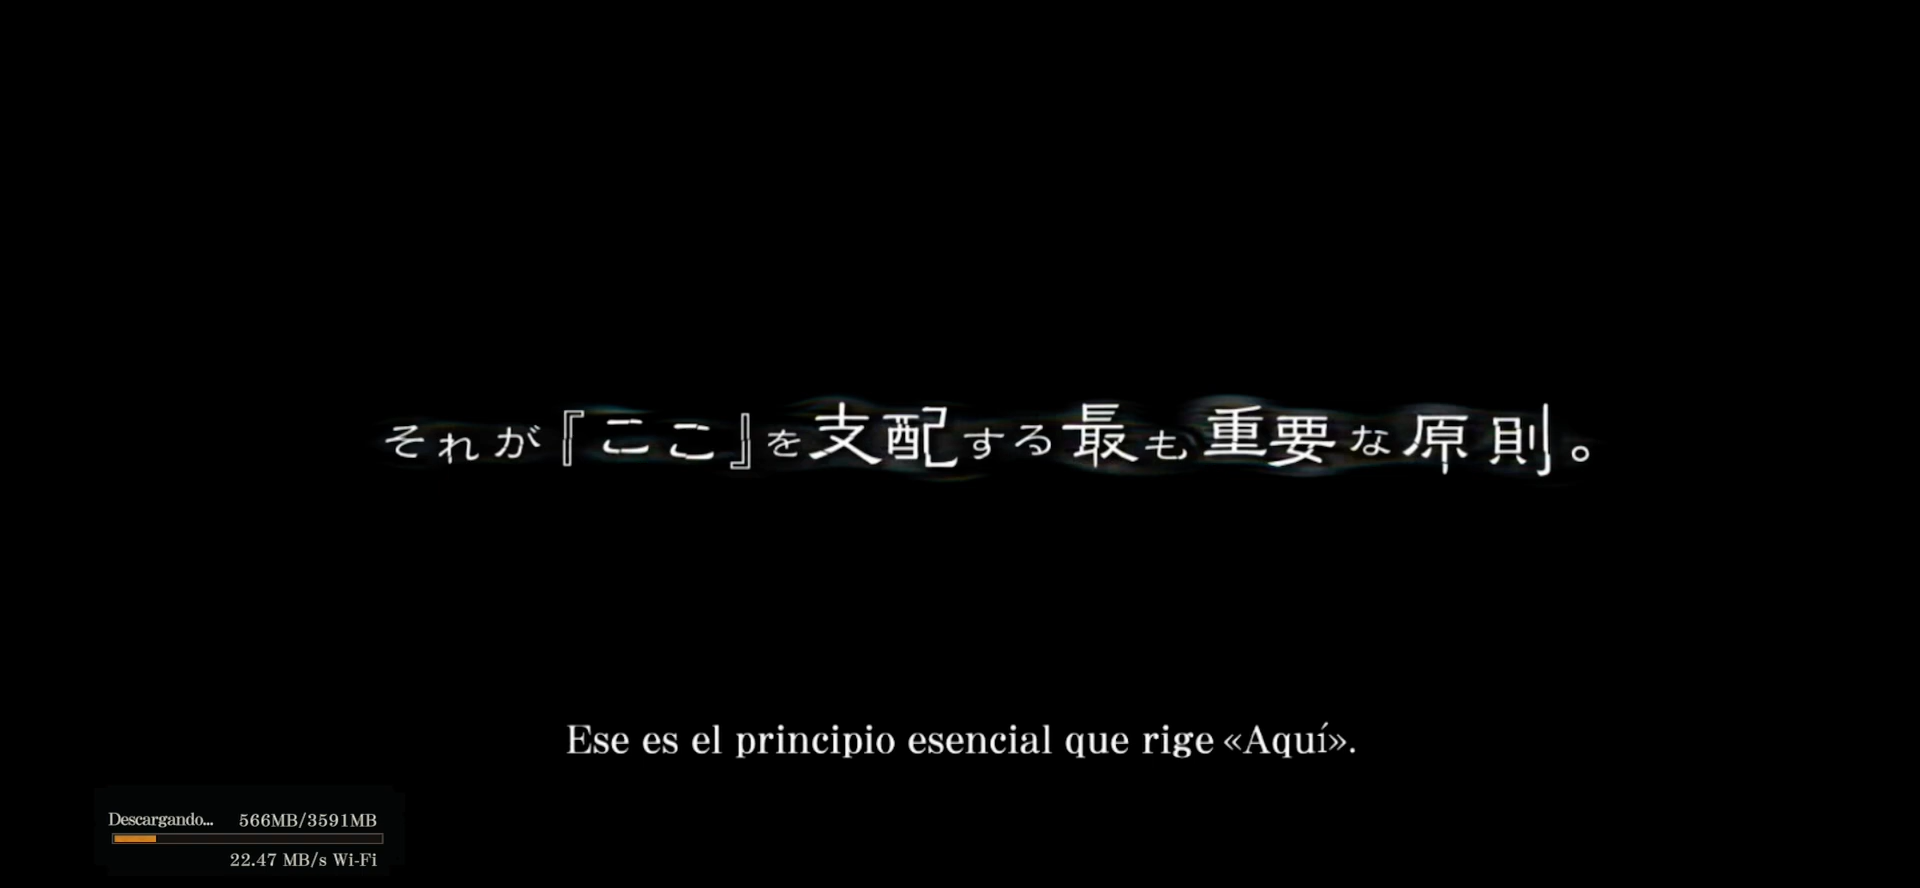 それが『ここ』を支配する最も重要な原則。
Ese es el principio esencial que rige «Aquí».
Descargando... 566MB/3591MB
22.47 MB/s Wi-Fi